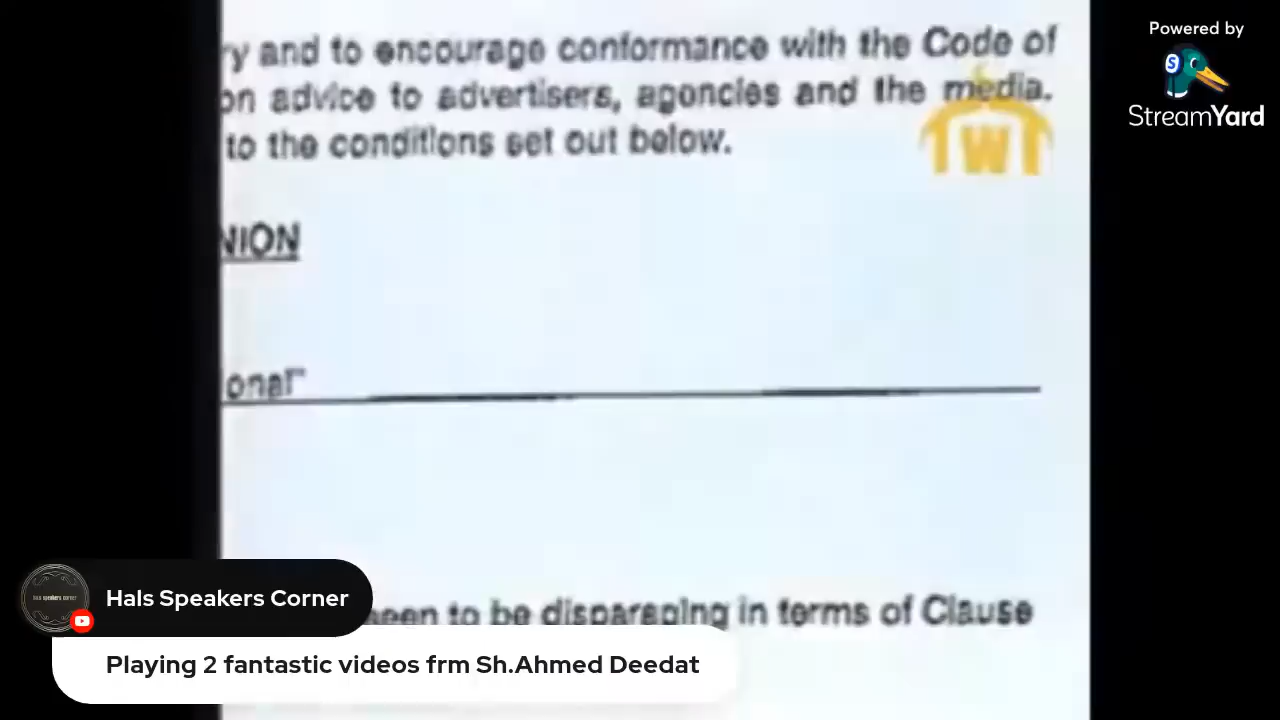 ry and to encourage conformance with the Code of
on advice to advertisers, agencies and the media.
to the conditions set out below.
NION
onal"
seen to be disparaging in terms of Clause
W
Powered by
StreamYard
Hals Speakers Corner
Playing 2 fantastic videos frm Sh.Ahmed Deedat